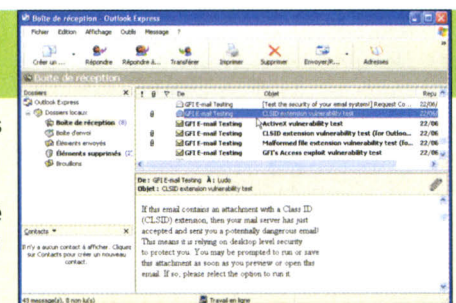 Boîte de réception - Outlook Express
Fichier Edition Affichage Outils Message ?
Créer un... Répondre Répondre à... Transférer Imprimer Supprimer Envoyer/R... Adresses
Boîte de réception
Dossiers
Outlook Express
Dossiers locaux
Boîte de réception (8)
Boîte d'envoi
Éléments envoyés
Éléments supprimés (2
Brouillons
De Objet Reçu
GFI E-mail Testing [Test the security of your email system!] Request Co... 22/06/
GFI E-mail Testing CLSID extension vulnerability test 22/06/
GFI E-mail Testing ActiveX vulnerability test 22/06
GFI E-mail Testing CLSID extension vulnerability test (for Outloo... 22/06
GFI E-mail Testing Malformed file extension vulnerability test (fo... 22/06
GFI E-mail Testing GFI's Access exploit vulnerability test 22/06
De : GFI E-mail Testing À : Ludo
Objet : CLSID extension vulnerability test
If this email contains an attachment with a Class ID
(CLSID) extension, then your mail server has just
accepted and sent you a potentially dangerous email!
This means it is relying on desktop level security
to protect you. You may be prompted to run or save
this attachment as soon as you preview or open this
email. If so, please select the option to run it.
Contacts
Il n'y a aucun contact à afficher. Cliquez
sur Contacts pour créer un nouveau
contact.
43 message(s), 8 non lu(s)
Travail en ligne